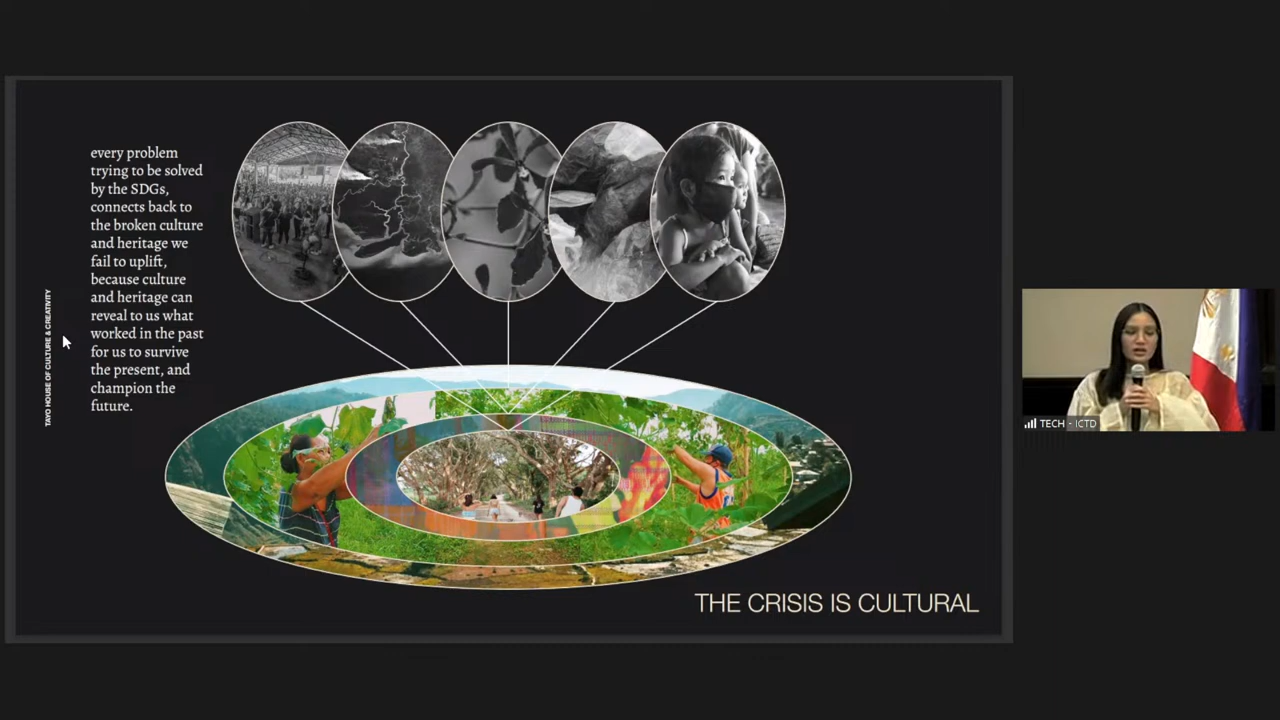 every problem
trying to be solved
by the SDGs,
connects back to
the broken culture
and heritage we
fail to uplift,
because culture
and heritage can
reveal to us what
worked in the past
for us to survive
the present, and
champion the
future.
TAYO HOUSE OF CULTURE & CREATIVITY
THE CRISIS IS CULTURAL
TECH - ICTD